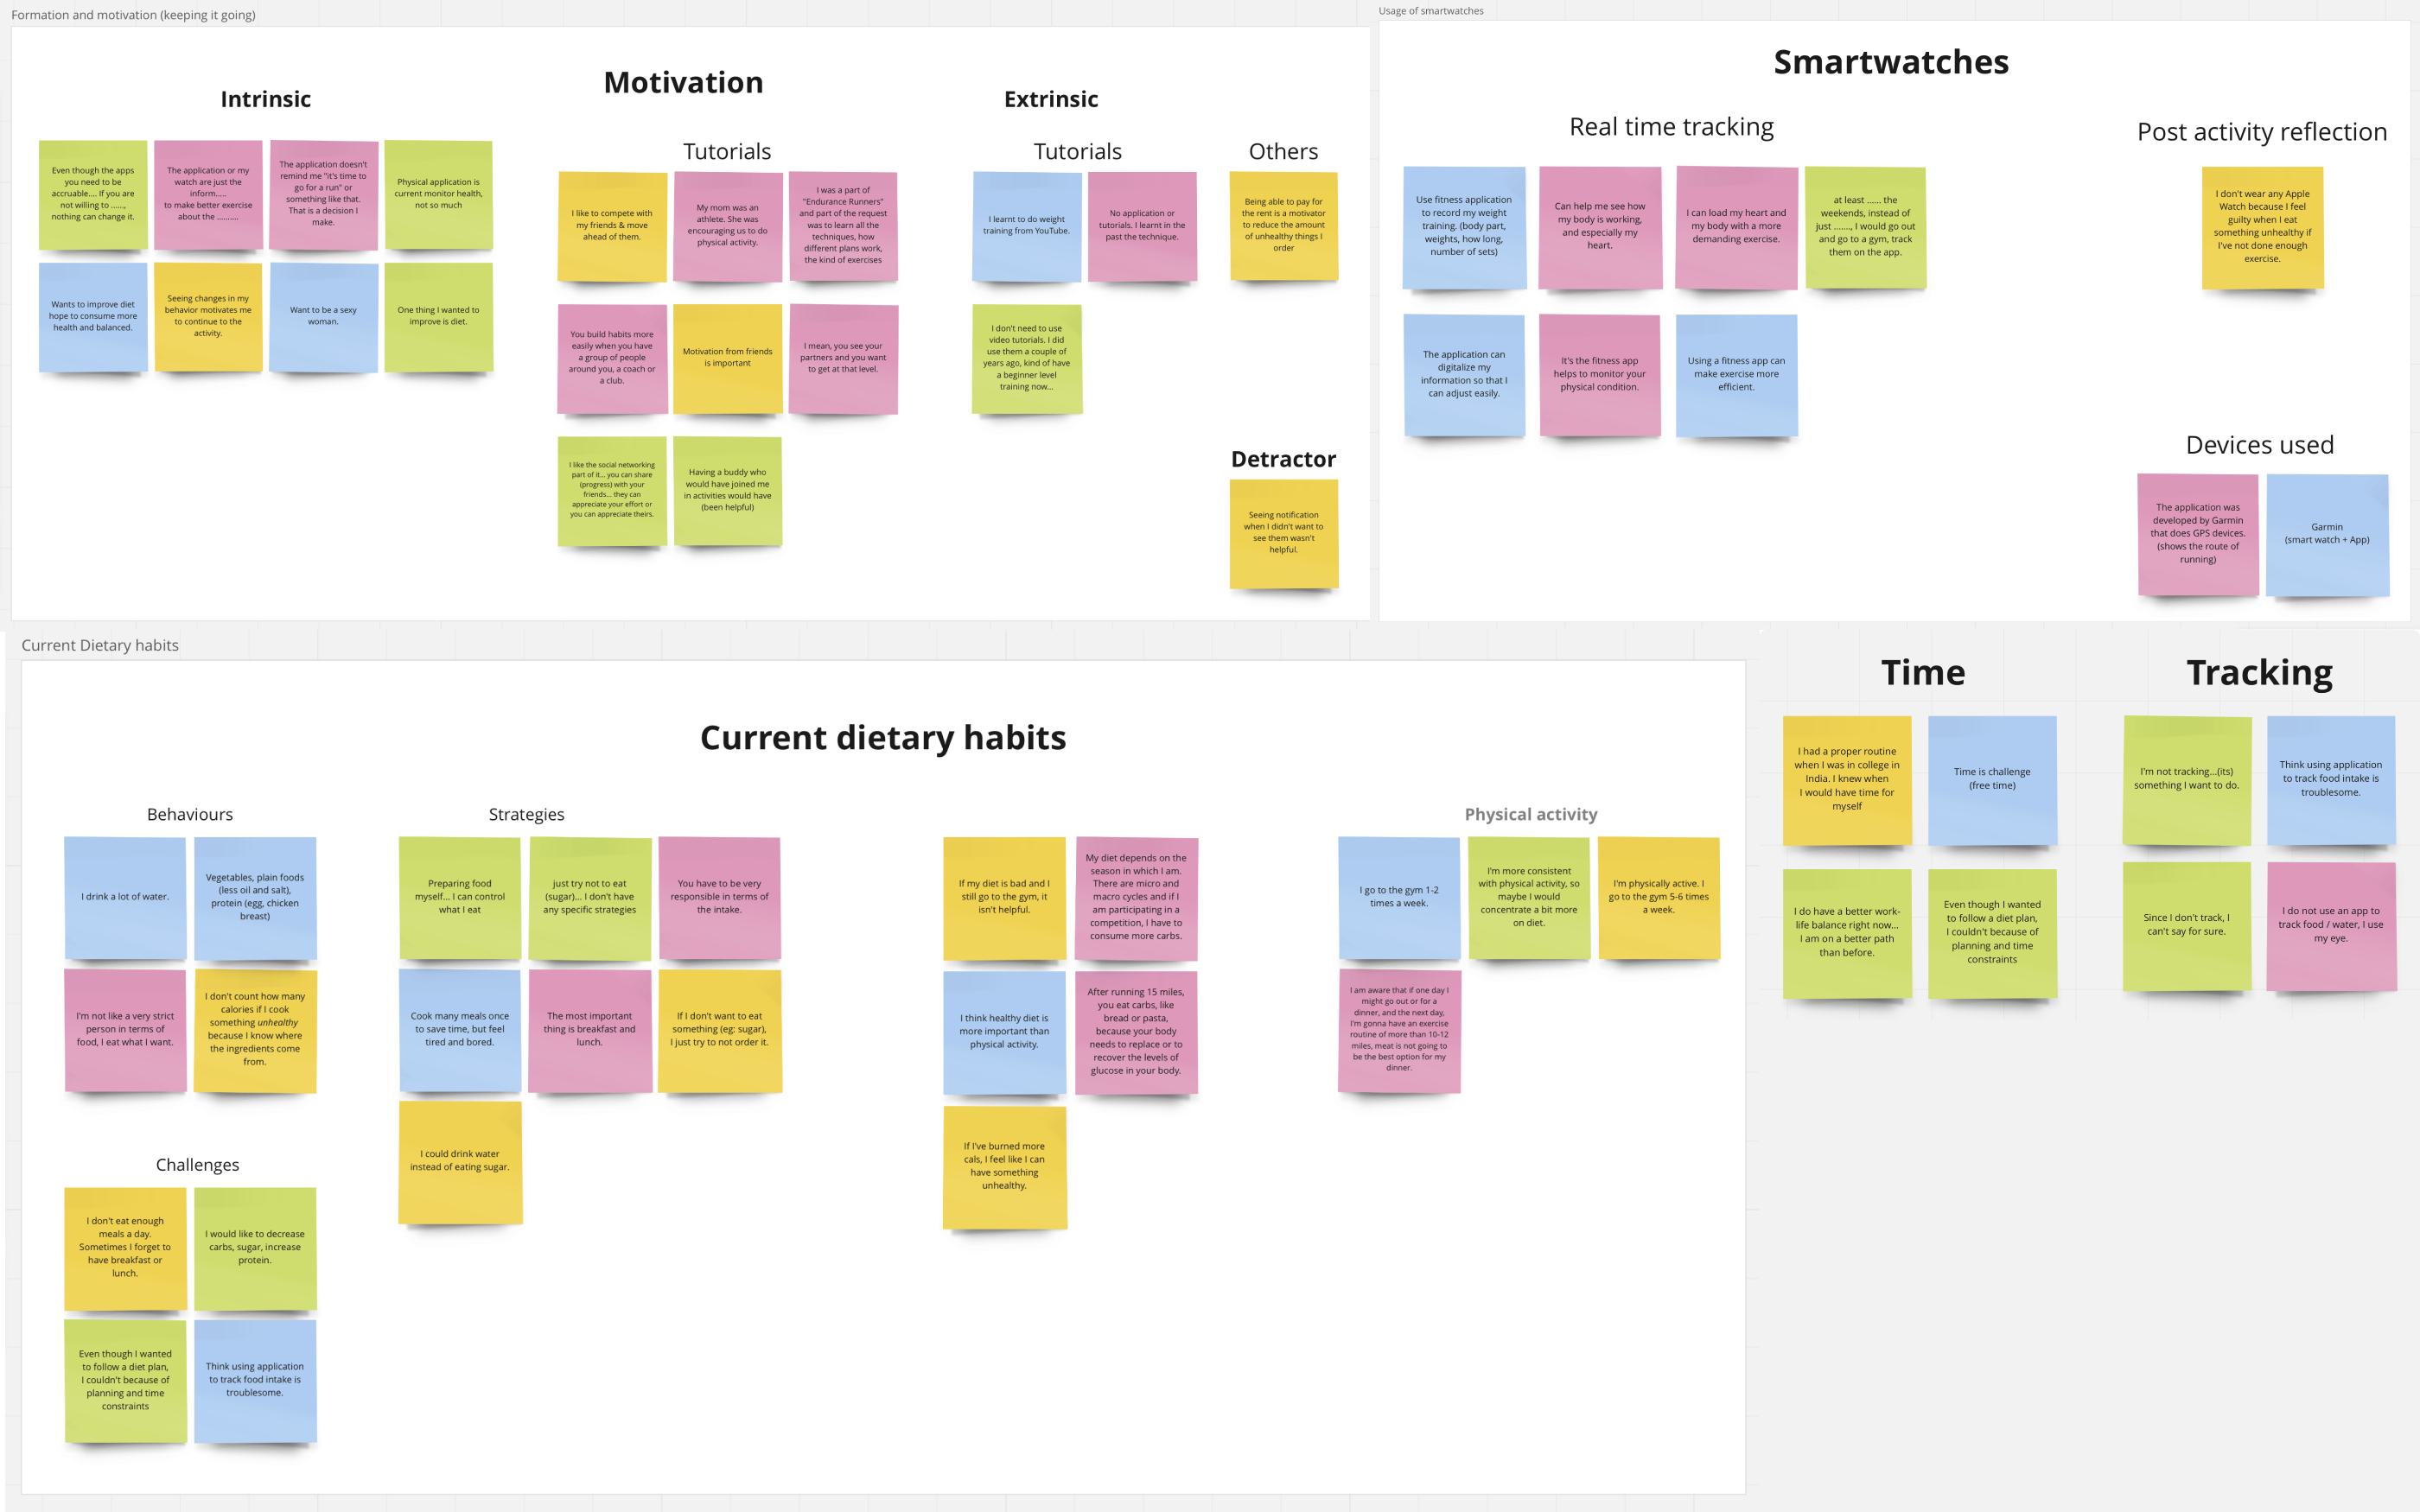 Formation and motivation (keeping it going)
Motivation
Intrinsic
Even though the apps
you need to be
accruable.... If you are
not willing to ......,
nothing can change it.
The application or my
watch are just the
inform.....
to make better exercise
about the ..........
The application doesn't
remind me "it's time to
go for a run" or
something like that.
That is a decision I
make.
Physical application is
current monitor health,
not so much
Wants to improve diet
hope to consume more
health and balanced.
Seeing changes in my
behavior motivates me
to continue to the
activity.
Want to be a sexy
woman.
One thing I wanted to
improve is diet.
Tutorials
I like to compete with
my friends & move
ahead of them.
My mom was an
athlete. She was
encouraging us to do
physical activity.
I was a part of
"Endurance Runners"
and part of the request
was to learn all the
techniques, how
different plans work,
the kind of exercises
You build habits more
easily when you have
a group of people
around you, a coach or
a club.
Motivation from friends
is important
I mean, you see your
partners and you want
to get at that level.
I like the social networking
part of it... you can share
(progress) with your
friends... they can
appreciate your effort or
you can appreciate theirs.
Having a buddy who
would have joined me
in activities would have
(been helpful)
Extrinsic
Tutorials
I learnt to do weight
training from YouTube.
No application or
tutorials. I learnt in the
past the technique.
I don't need to use
video tutorials. I did
use them a couple of
years ago, kind of have
a beginner level
training now...
Others
Being able to pay for
the rent is a motivator
to reduce the amount
of unhealthy things I
order
Detractor
Seeing notification
when I didn't want to
see them wasn't
helpful.
Usage of smartwatches
Smartwatches
Real time tracking
Use fitness application
to record my weight
training. (body part,
weights, how long,
number of sets)
Can help me see how
my body is working,
and especially my
heart.
I can load my heart and
my body with a more
demanding exercise.
at least ...... the
weekends, instead of
just ......., I would go out
and go to a gym, track
them on the app.
The application can
digitalize my
information so that I
can adjust easily.
It's the fitness app
helps to monitor your
physical condition.
Using a fitness app can
make exercise more
efficient.
Post activity reflection
I don't wear any Apple
Watch because I feel
guilty when I eat
something unhealthy if
I've not done enough
exercise.
Devices used
The application was
developed by Garmin
that does GPS devices.
(shows the route of
running)
Garmin
(smart watch + App)
Current Dietary habits
Current dietary habits
Behaviours
I drink a lot of water.
Vegetables, plain foods
(less oil and salt),
protein (egg, chicken
breast)
I'm not like a very strict
person in terms of
food, I eat what I want.
I don't count how many
calories if I cook
something unhealthy
because I know where
the ingredients come
from.
Challenges
I don't eat enough
meals a day.
Sometimes I forget to
have breakfast or
lunch.
I would like to decrease
carbs, sugar, increase
protein.
Even though I wanted
to follow a diet plan,
I couldn't because of
planning and time
constraints
Think using application
to track food intake is
troublesome.
Strategies
Preparing food
myself... I can control
what I eat
just try not to eat
(sugar)... I don't have
any specific strategies
You have to be very
responsible in terms of
the intake.
Cook many meals once
to save time, but feel
tired and bored.
The most important
thing is breakfast and
lunch.
If I don't want to eat
something (eg: sugar),
I just try to not order it.
I could drink water
instead of eating sugar.
If my diet is bad and I
still go to the gym, it
isn't helpful.
My diet depends on the
season in which I am.
There are micro and
macro cycles and if I
am participating in a
competition, I have to
consume more carbs.
I think healthy diet is
more important than
physical activity.
After running 15 miles,
you eat carbs, like
bread or pasta,
because your body
needs to replace or to
recover the levels of
glucose in your body.
If I've burned more
cals, I feel like I can
have something
unhealthy.
Physical activity
I go to the gym 1-2
times a week.
I'm more consistent
with physical activity, so
maybe I would
concentrate a bit more
on diet.
I'm physically active. I
go to the gym 5-6 times
a week.
I am aware that if one day I
might go out or for a
dinner, and the next day,
I'm gonna have an exercise
routine of more than 10-12
miles, meat is not going to
be the best option for my
dinner.
Time
I had a proper routine
when I was in college in
India. I knew when
I would have time for
myself
Time is challenge
(free time)
I do have a better work-
life balance right now...
I am on a better path
than before.
Even though I wanted
to follow a diet plan,
I couldn't because of
planning and time
constraints
Tracking
I'm not tracking...(its)
something I want to do.
Think using application
to track food intake is
troublesome.
Since I don't track, I
can't say for sure.
I do not use an app to
track food / water, I use
my eye.